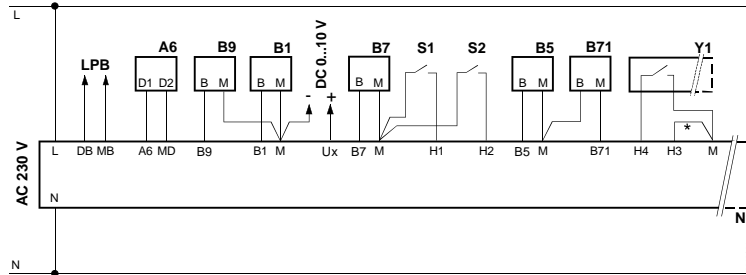 L
LPB A6 B9 B1 DC 0...10 V B7 S1 S2 B5 B71 Y1
D1 D2 B M B M - + B M B M B M
*
AC 230 V
L DB MB A6 MD B9 B1 M Ux B7 M H1 H2 B5 M B71 H4 H3 M
N
N
N